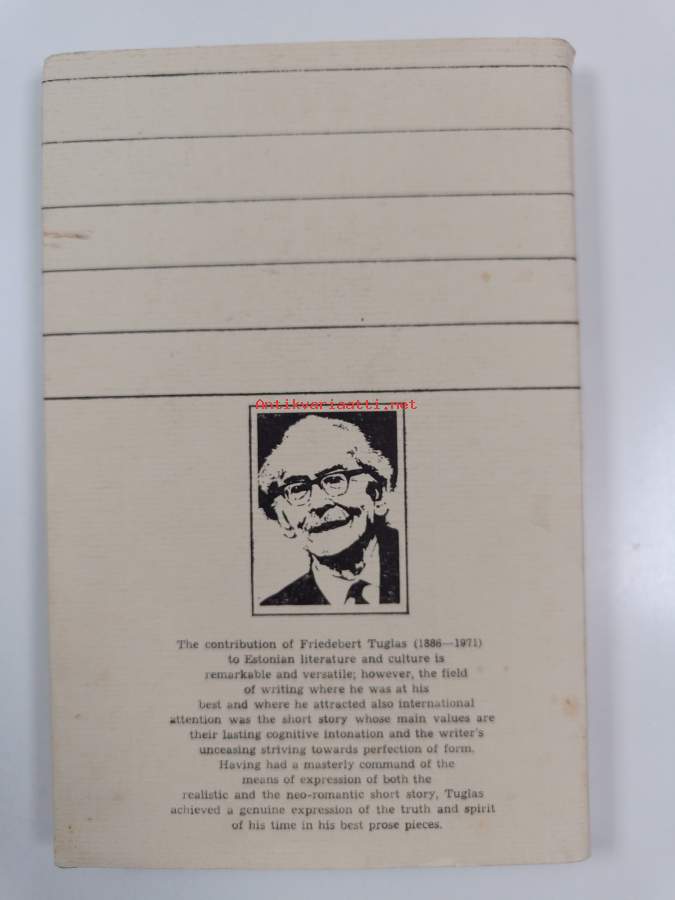 Antikvariaatti.net
The contribution of Friedebert Tuglas (1886—1971)
to Estonian literature and culture is
remarkable and versatile; however, the field
of writing where he was at his
best and where he attracted also international
attention was the short story whose main values are
their lasting cognitive intonation and the writer's
unceasing striving towards perfection of form.
Having had a masterly command of the
means of expression of both the
realistic and the neo-romantic short story, Tuglas
achieved a genuine expression of the truth and spirit
of his time in his best prose pieces.